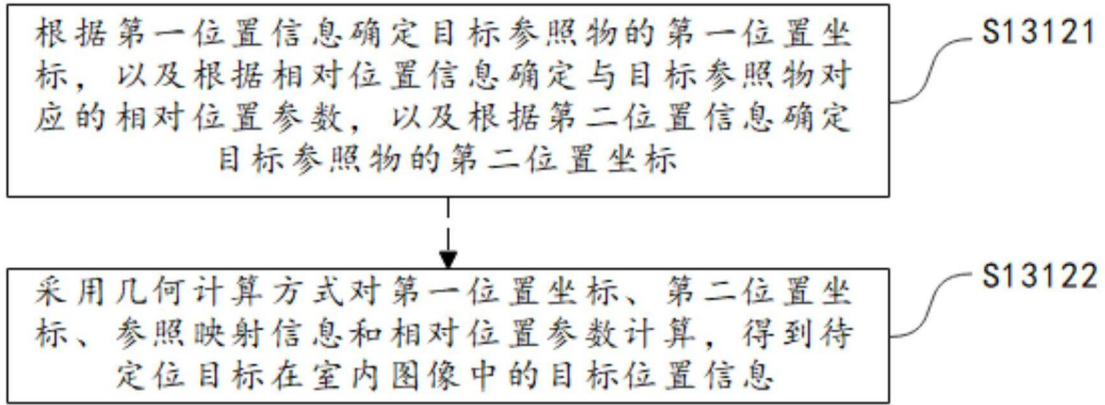 根据第一位置信息确定目标参照物的第一位置坐
标，以及根据相对位置信息确定与目标参照物对
应的相对位置参数，以及根据第二位置信息确定
目标参照物的第二位置坐标
S13121
采用几何计算方式对第一位置坐标、第二位置坐
标、参照映射信息和相对位置参数计算，得到待
定位目标在室内图像中的目标位置信息
S13122